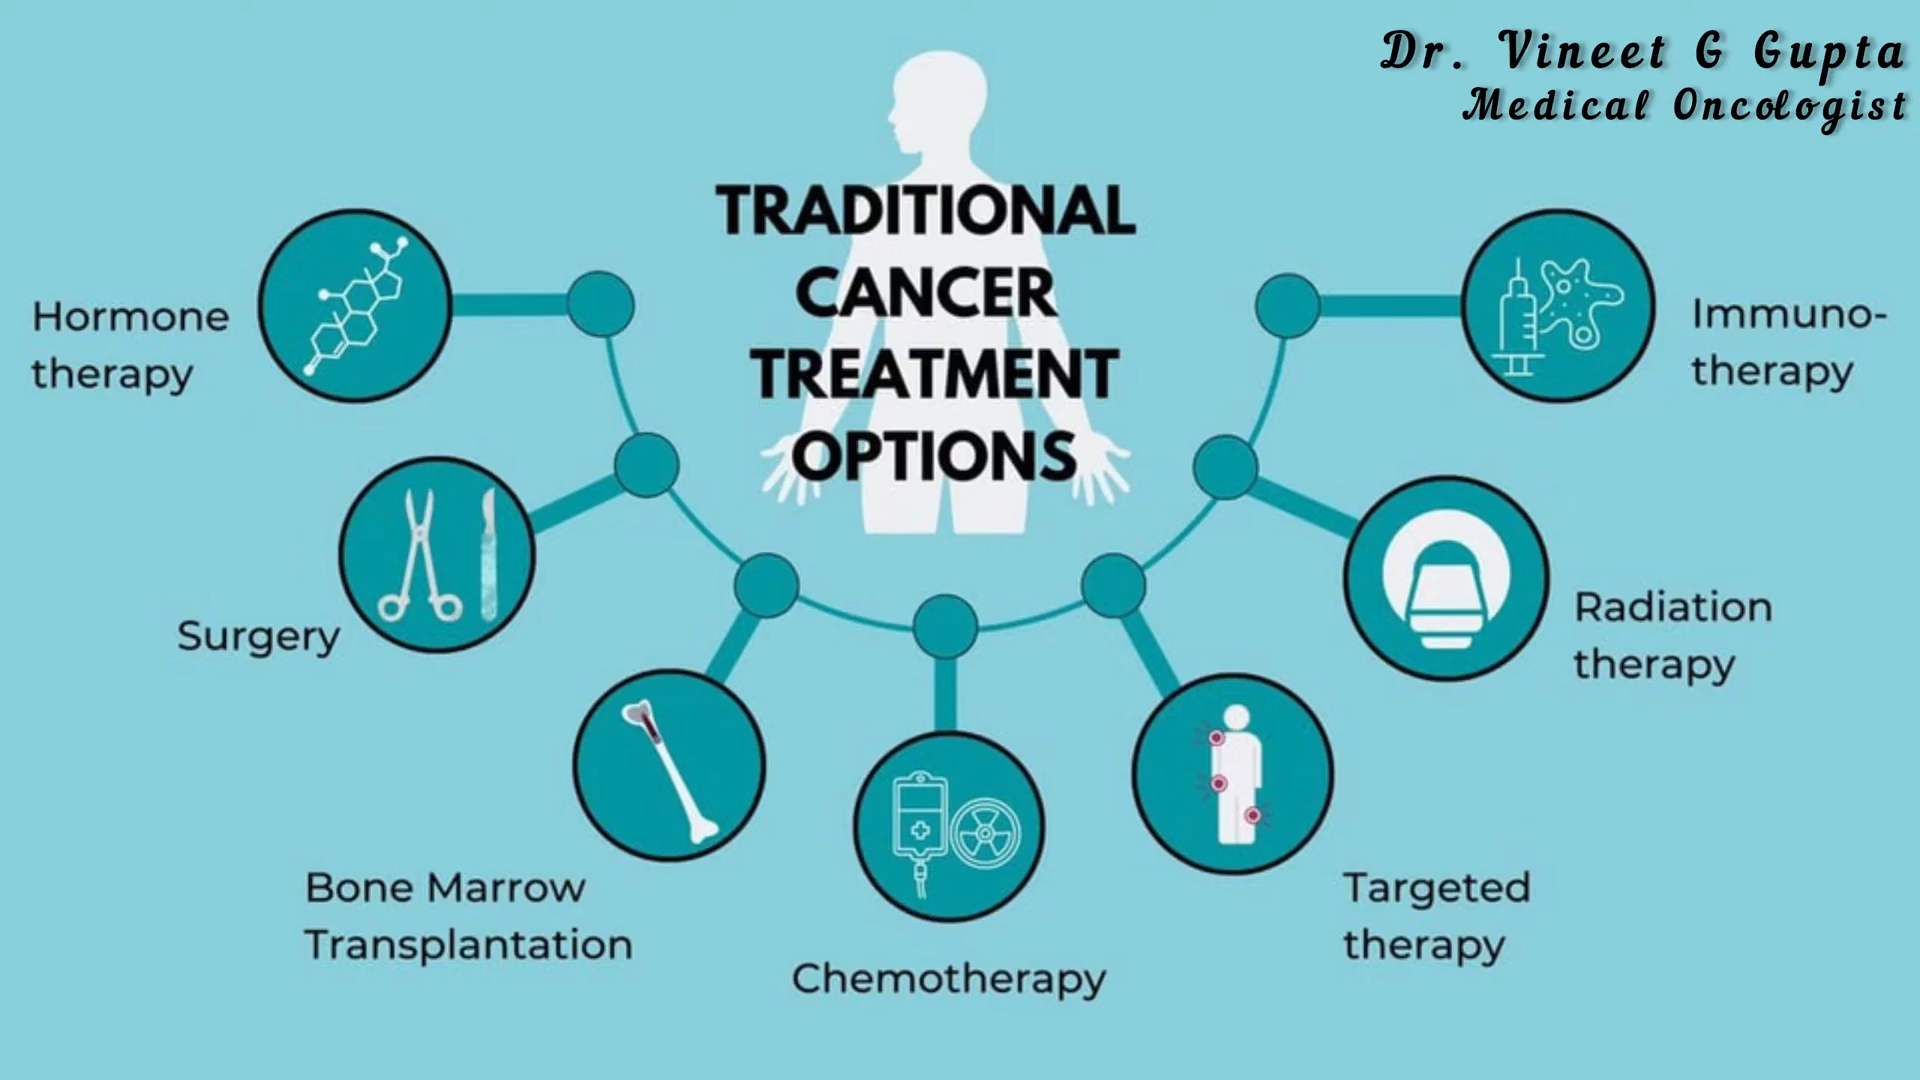 Dr. Vineet G Gupta
Medical Oncologist
TRADITIONAL
CANCER
TREATMENT
OPTIONS
Hormone
therapy
Surgery
Bone Marrow
Transplantation
Chemotherapy
Targeted
therapy
Radiation
therapy
Immuno-
therapy